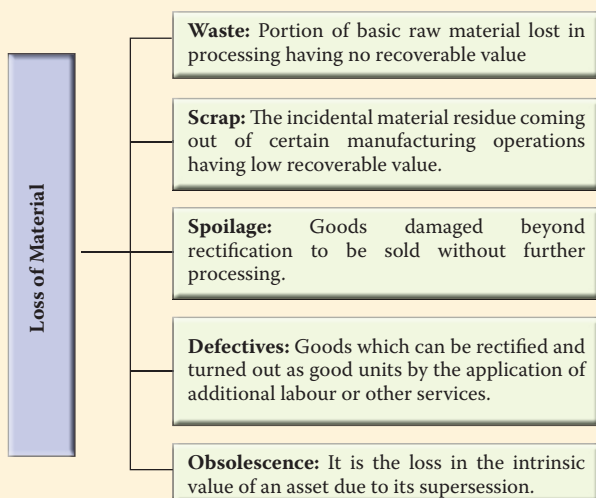 Loss of Material
Waste: Portion of basic raw material lost in
processing having no recoverable value
Scrap: The incidental material residue coming
out of certain manufacturing operations
having low recoverable value.
Spoilage: Goods damaged beyond
rectification to be sold without further
processing.
Defectives: Goods which can be rectified and
turned out as good units by the application of
additional labour or other services.
Obsolescence: It is the loss in the intrinsic
value of an asset due to its supersession.